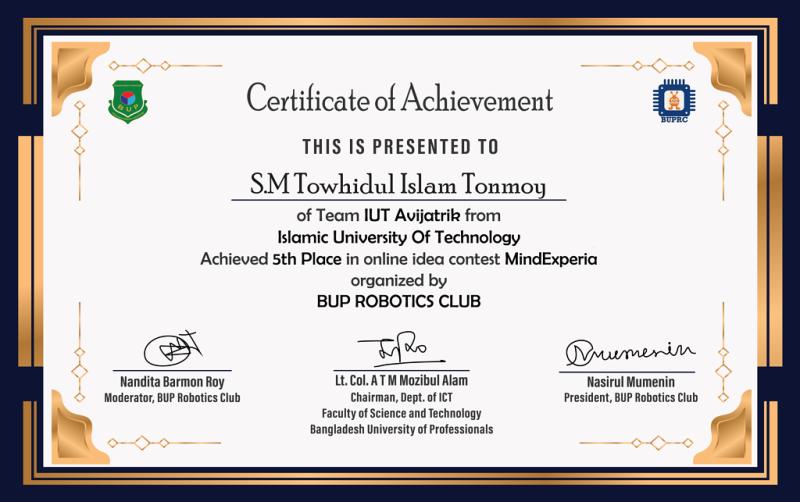 BUP
BUPRC
Certificate of Achievement
THIS IS PRESENTED TO
S.M Towhidul Islam Tonmoy
of Team IUT Avijatrik from
Islamic University Of Technology
Achieved 5th Place in online idea contest MindExperia
organized by
BUP ROBOTICS CLUB
Nandita Barmon Roy
Moderator, BUP Robotics Club
Lt. Col. A T M Mozibul Alam
Chairman, Dept. of ICT
Faculty of Science and Technology
Bangladesh University of Professionals
Nmumenin
Nasirul Mumenin
President, BUP Robotics Club